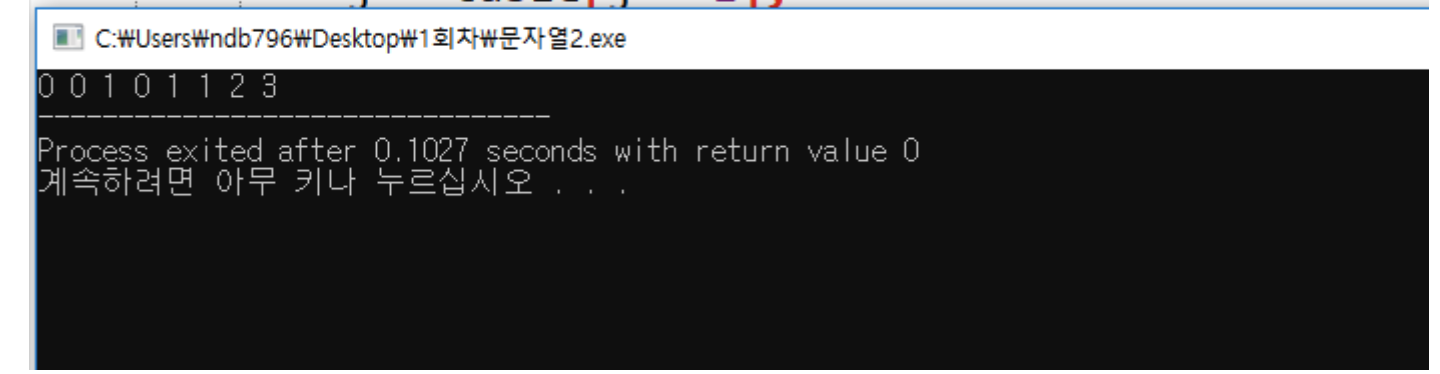 C:₩Users₩ndb796₩Desktop₩1회차₩문자열2.exe
0 0 1 0 1 1 2 3
--------------------------------
Process exited after 0.1027 seconds with return value 0
계속하려면 아무 키나 누르십시오 . . .